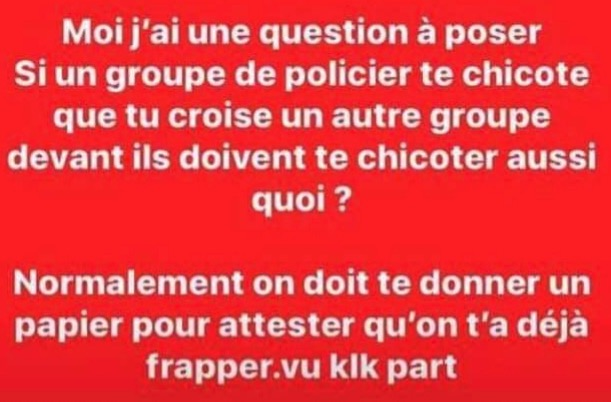 Moi j’ai une question à poser
Si un groupe de policier te chicote
que tu croise un autre groupe
devant ils doivent te chicoter aussi
quoi ?
Normalement on doit te donner un
papier pour attester qu’on t’a déjà
frapper.vu klk part